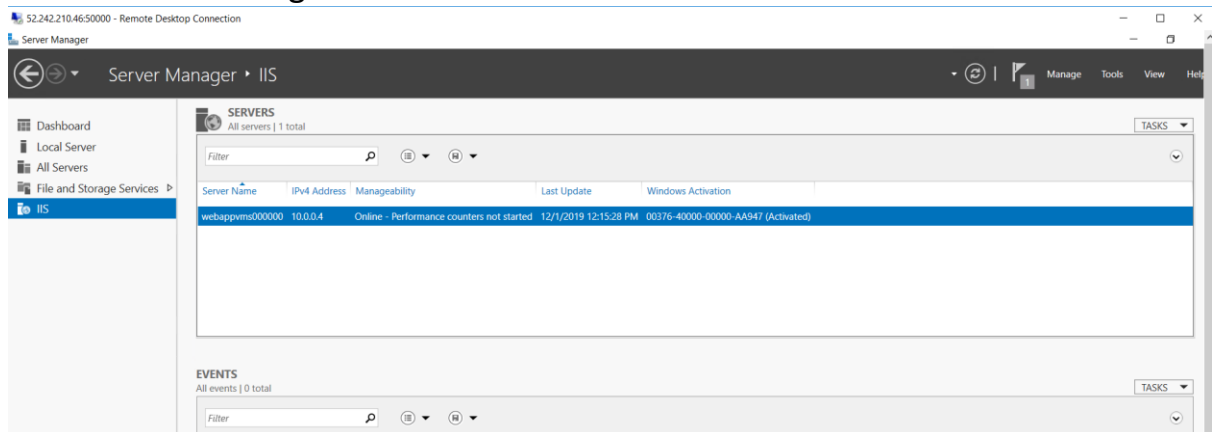 52.242.210.46:50000 - Remote Desktop Connection
Server Manager
Server Manager • IIS
1 Manage Tools View Help
Dashboard
Local Server
All Servers
File and Storage Services
IIS
SERVERS
All servers | 1 total
TASKS
Filter
Server Name IPv4 Address Manageability Last Update Windows Activation
webappvms000000 10.0.0.4 Online - Performance counters not started 12/1/2019 12:15:28 PM 00376-40000-00000-AA947 (Activated)
EVENTS
All events | 0 total
TASKS
Filter